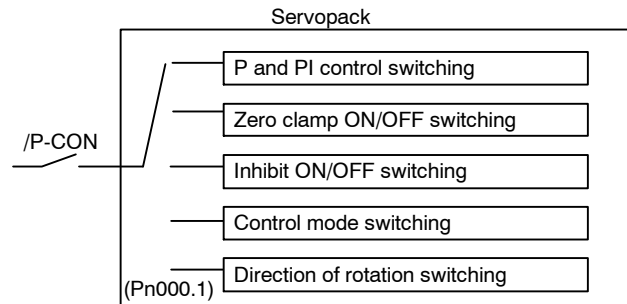 Servopack
P and PI control switching
Zero clamp ON/OFF switching
/P-CON
Inhibit ON/OFF switching
Control mode switching
Direction of rotation switching
(Pn000.1)